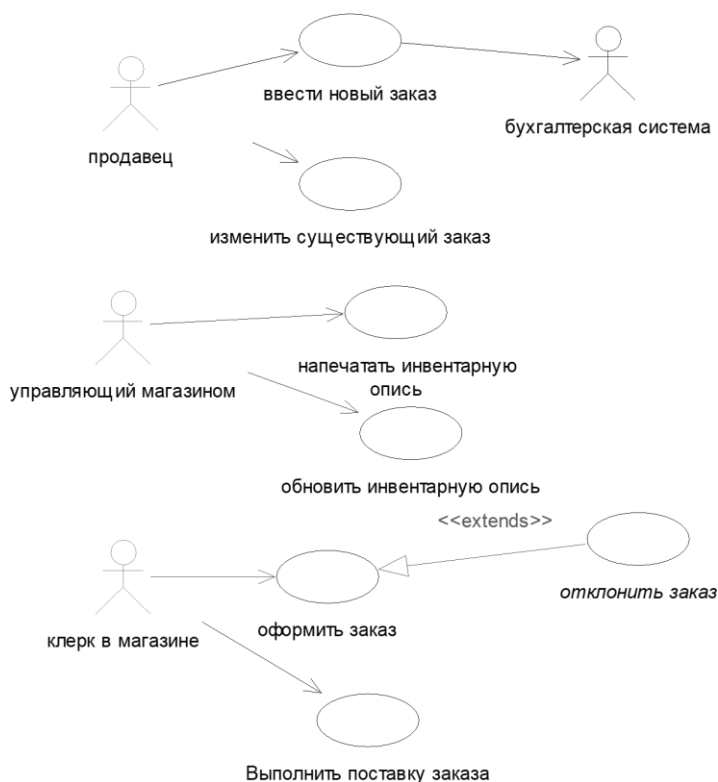 ввести новый заказ
бухгалтерская система
продавец
изменить существующий заказ
напечатать инвентарную
опись
управляющий магазином
обновить инвентарную опись
<<extends>>
отклонить заказ
оформить заказ
клерк в магазине
Выполнить поставку заказа